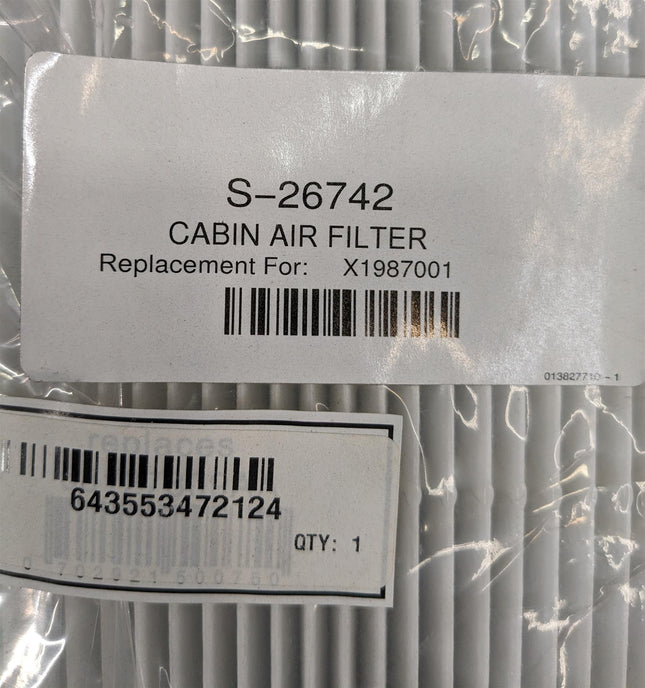 S-26742
CABIN AIR FILTER
Replacement For: X1987001
013827710-1
replaces
643553472124
QTY: 1